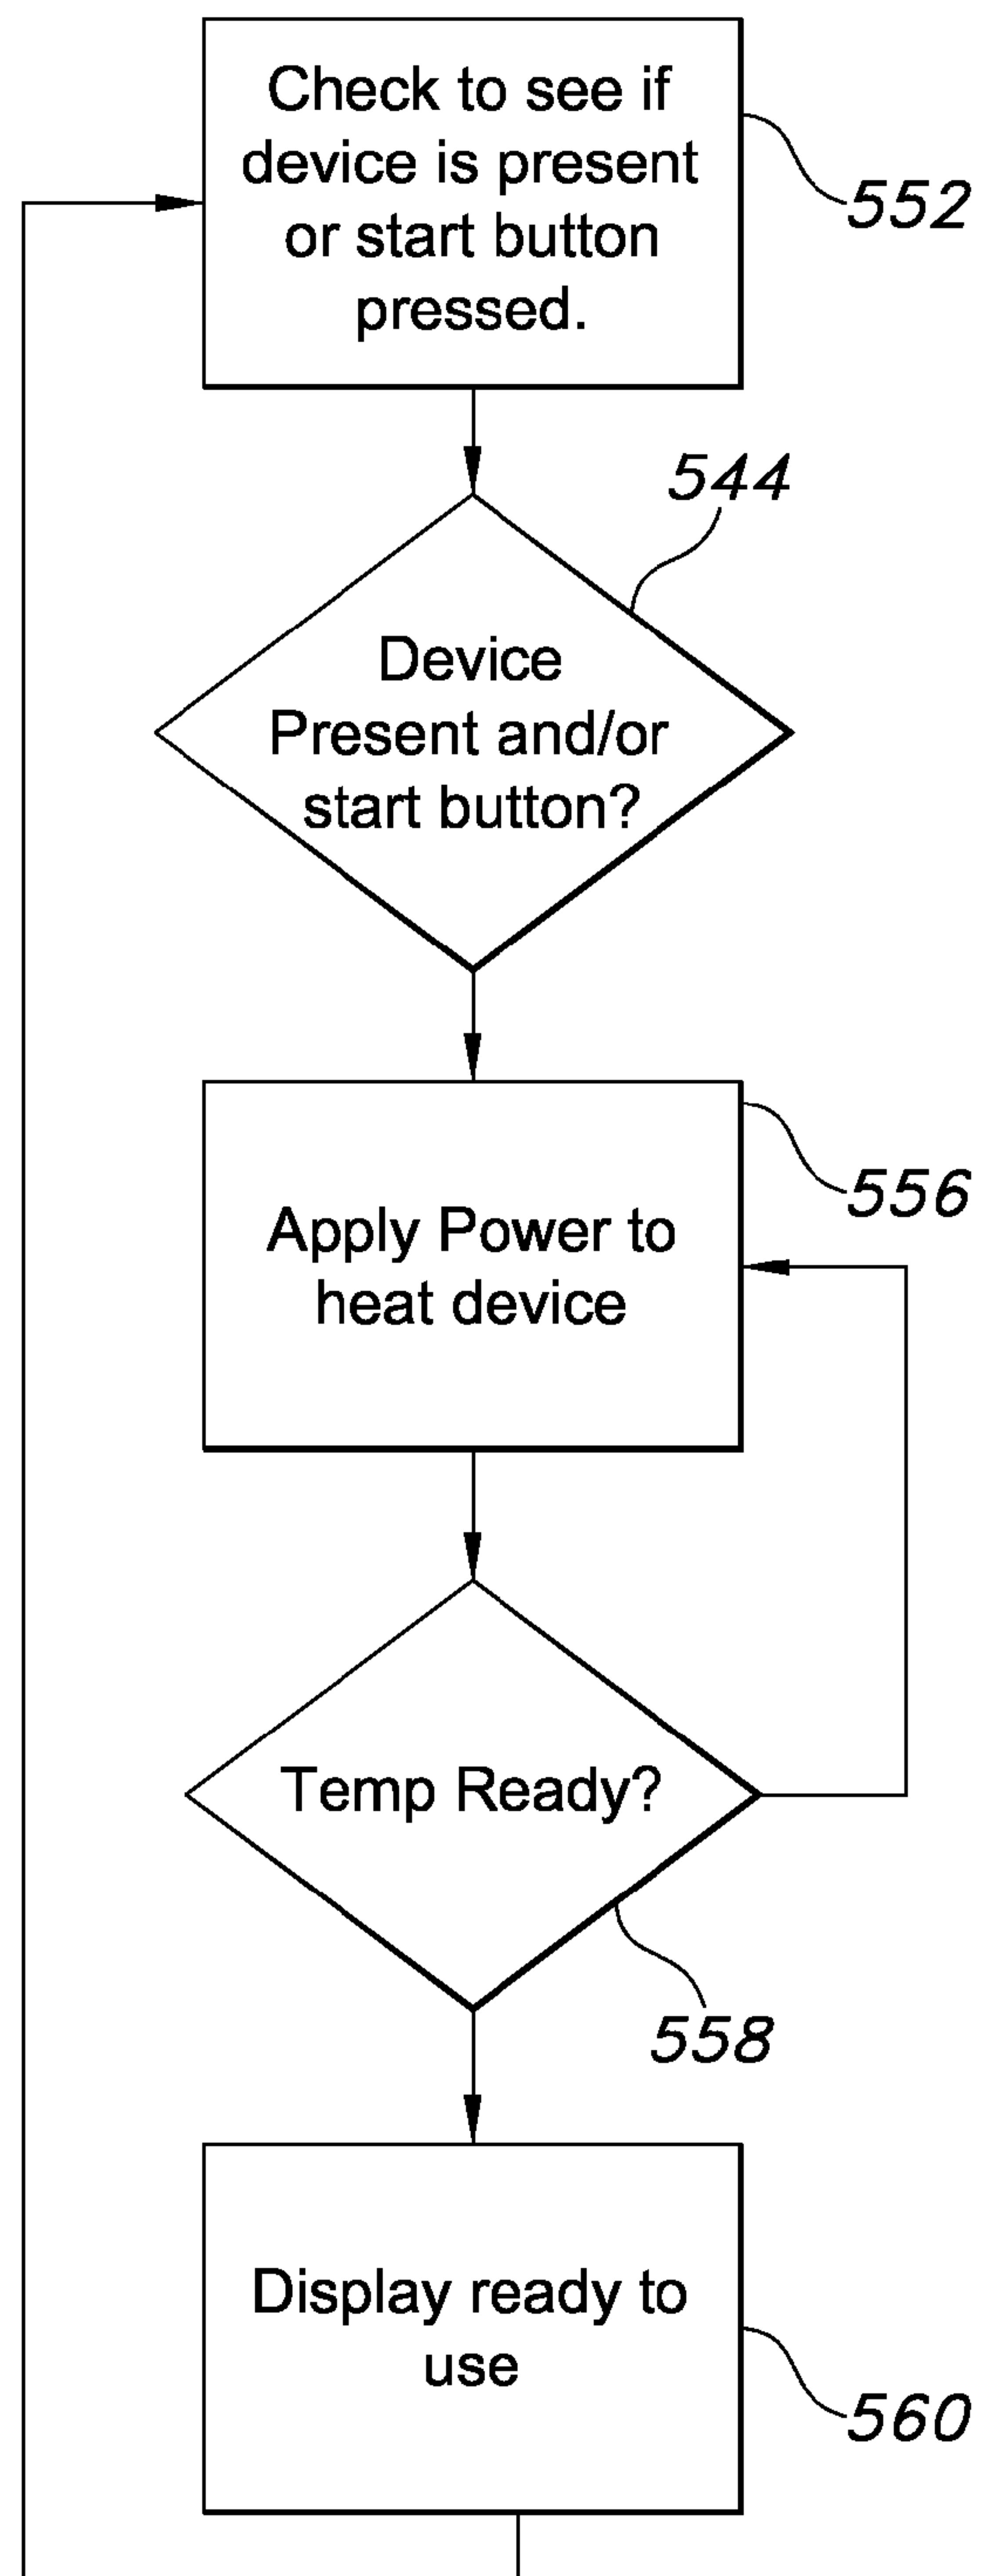 Check to see if
device is present
or start button
pressed.
552
544
Device
Present and/or
start button?
556
Apply Power to
heat device
Temp Ready?
558
Display ready to
use
560